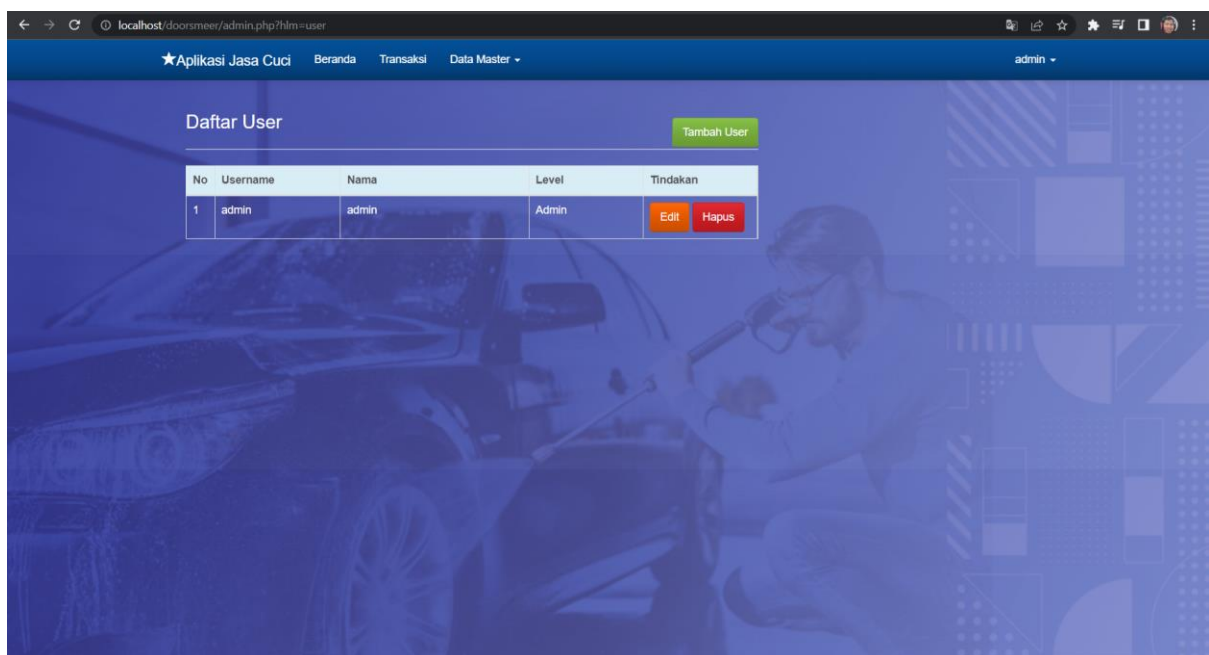 localhost/doorsmeer/admin.php?hlm=user
★Aplikasi Jasa Cuci Beranda Transaksi Data Master admin
Daftar User
Tambah User
No Username Nama Level Tindakan
1 admin admin Admin Edit Hapus